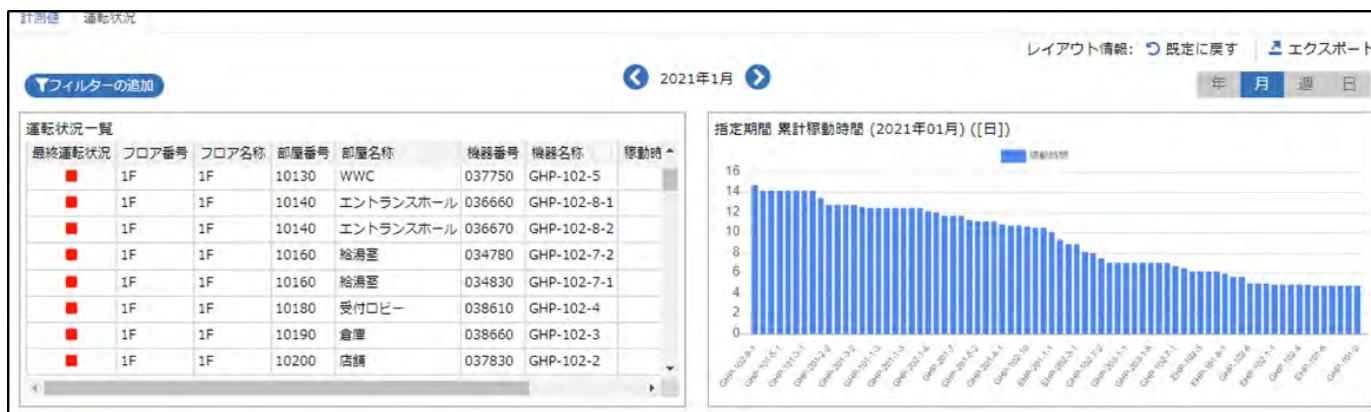 計測値 運転状況
レイアウト情報: 既定に戻す エクスポート
フィルターの追加
2021年1月
年 月 週 日
運転状況一覧
最終運転状況 フロア番号 フロア名称 部屋番号 部屋名称 機器番号 機器名称 稼動時
1F 1F 10130 WWC 037750 GHP-102-5
1F 1F 10140 エントランスホール 036660 GHP-102-8-1
1F 1F 10140 エントランスホール 036670 GHP-102-8-2
1F 1F 10160 給湯室 034780 GHP-102-7-2
1F 1F 10160 給湯室 034830 GHP-102-7-1
1F 1F 10180 受付ロビー 038610 GHP-102-4
1F 1F 10190 倉庫 038660 GHP-102-3
1F 1F 10200 店舗 037830 GHP-102-2
指定期間 累計稼動時間 (2021年01月) ([日])
稼動時間
16
14
12
10
8
6
4
2
0